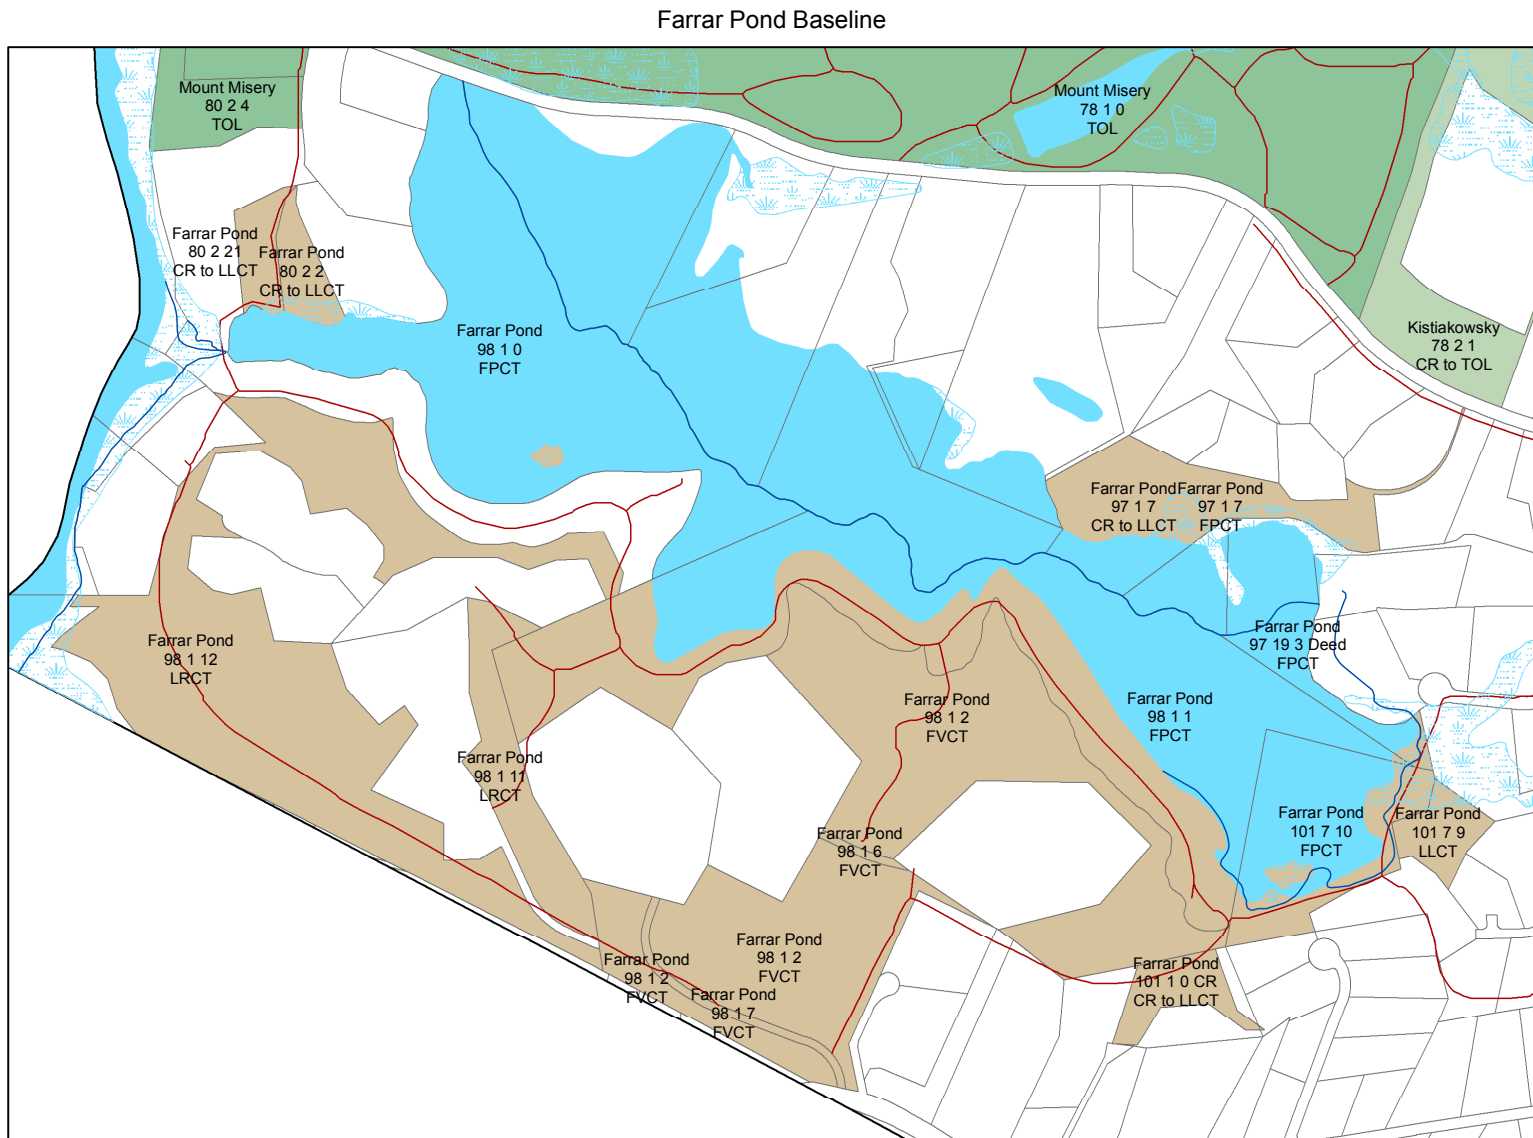 Farrar Pond Baseline
Mount Misery
80 2 4
TOL
Mount Misery
78 1 0
TOL
Farrar Pond
80 2 21
CR to LLCT
Farrar Pond
80 2 2
CR to LLCT
Farrar Pond
98 1 0
FPCT
Kistiakowsky
78 2 1
CR to TOL
Farrar Pond
97 1 7
CR to LLCT
Farrar Pond
97 1 7
FPCT
Farrar Pond
98 1 12
LRCT
Farrar Pond
97 19 3 Deed
FPCT
Farrar Pond
98 1 2
FVCT
Farrar Pond
98 1 1
FPCT
Farrar Pond
98 1 11
LRCT
Farrar Pond
98 1 6
FVCT
Farrar Pond
101 7 10
FPCT
Farrar Pond
101 7 9
LLCT
Farrar Pond
98 1 2
FVCT
Farrar Pond
98 1 2
FVCT
Farrar Pond
98 1 7
FVCT
Farrar Pond
101 1 0 CR
CR to LLCT